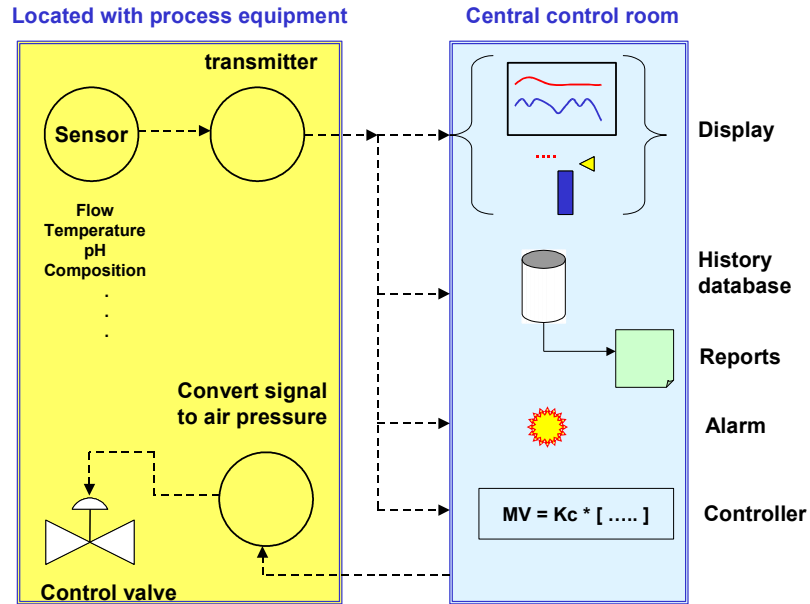 Located with process equipment
Central control room
transmitter
Sensor
Display
Flow
Temperature
pH
Composition
.
.
.
History
database
Reports
Convert signal
to air pressure
Alarm
MV = Kc * [ ..... ]
Controller
Control valve